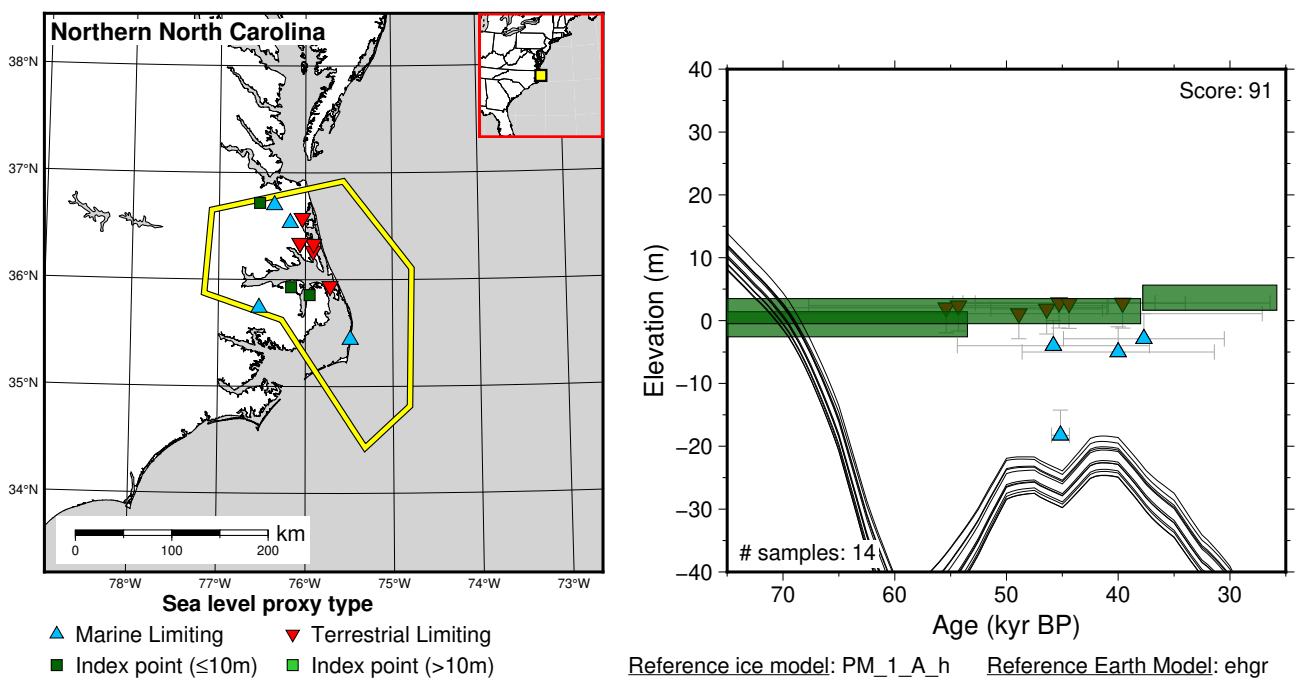 Northern North Carolina
38°N
37°N
36°N
35°N
34°N
km
0 100 200
78°W 77°W 76°W 75°W 74°W 73°W
Sea level proxy type
Marine Limiting
Terrestrial Limiting
Index point (≤10m)
Index point (>10m)
Score: 91
40
30
20
10
0
−10
−20
−30
−40
Elevation (m)
# samples: 14
70 60 50 40 30
Age (kyr BP)
Reference ice model: PM_1_A_h
Reference Earth Model: ehgr